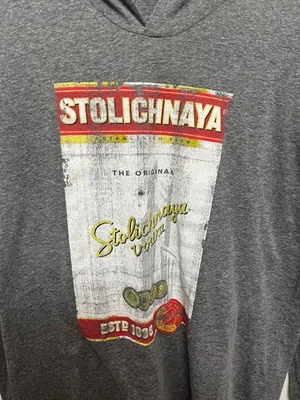 STOLICHNAYA
THE ORIGINAL
Stolichnaya
vodka
ESTD